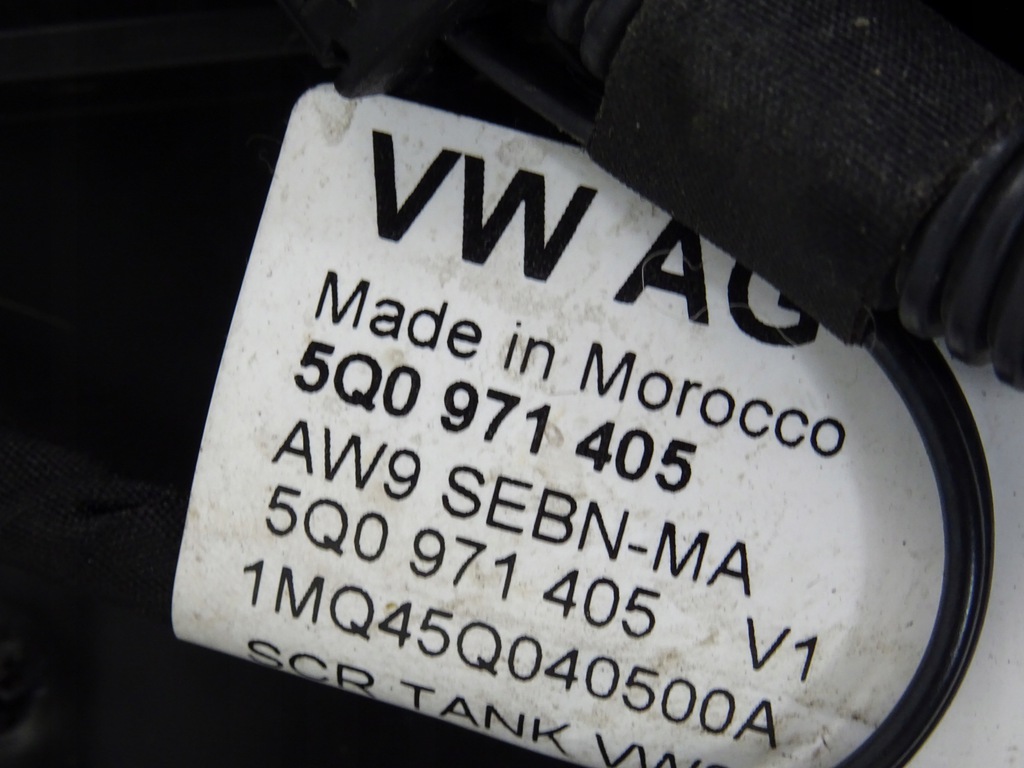 VW AG
Made in Morocco
5Q0 971 405
AW9 SEBN-MA
5Q0 971 405 V1
1MQ45Q040500A
SCR TANK